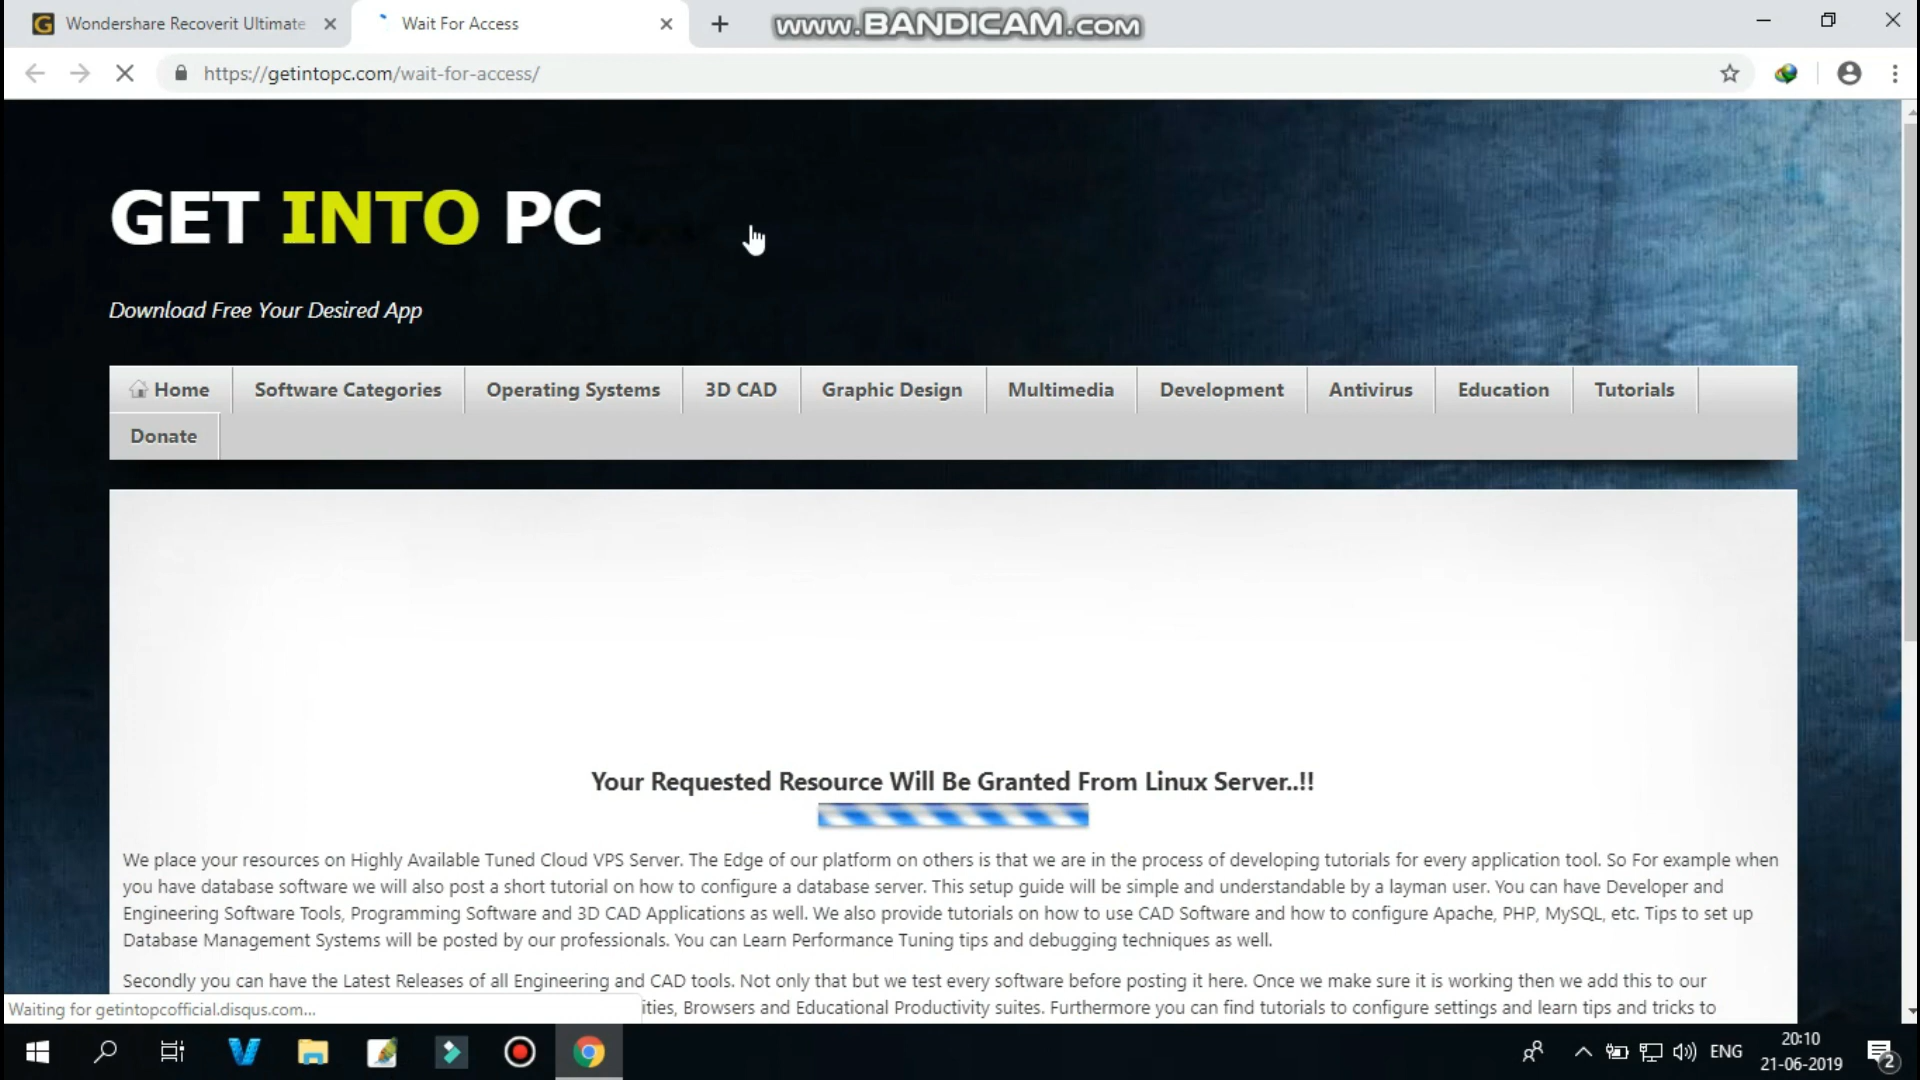 Wondershare Recoverit Ultimate
Wait For Access
www.BANDICAM.com
https://getintopc.com/wait-for-access/
GET INTO PC
Download Free Your Desired App
Home
Software Categories
Operating Systems
3D CAD
Graphic Design
Multimedia
Development
Antivirus
Education
Tutorials
Donate
Your Requested Resource Will Be Granted From Linux Server..!!
We place your resources on Highly Available Tuned Cloud VPS Server. The Edge of our platform on others is that we are in the process of developing tutorials for every application tool. So For example when
you have database software we will also post a short tutorial on how to configure a database server. This setup guide will be simple and understandable by a layman user. You can have Developer and
Engineering Software Tools, Programming Software and 3D CAD Applications as well. We also provide tutorials on how to use CAD Software and how to configure Apache, PHP, MySQL, etc. Tips to set up
Database Management Systems will be posted by our professionals. You can Learn Performance Tuning tips and debugging techniques as well.
Secondly you can have the Latest Releases of all Engineering and CAD tools. Not only that but we test every software before posting it here. Once we make sure it is working then we add this to our
ities, Browsers and Educational Productivity suites. Furthermore you can find tutorials to configure settings and learn tips and tricks to
Waiting for getintopcofficial.disqus.com...
ENG
20:10
21-06-2019
2